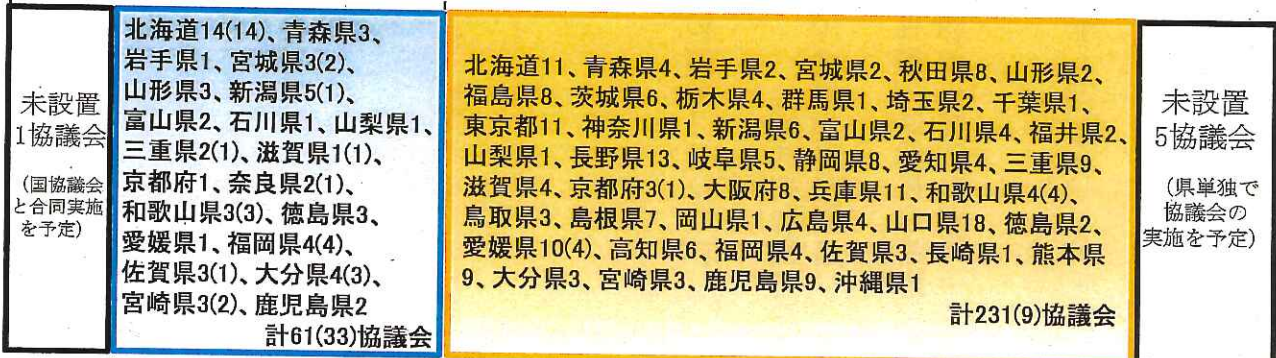 未設置
1協議会
(国協議会
と合同実施
を予定)
北海道14(14)、青森県3、
岩手県1、宮城県3(2)、
山形県3、新潟県5(1)、
富山県2、石川県1、山梨県1、
三重県2(1)、滋賀県1(1)、
京都府1、奈良県2(1)、
和歌山県3(3)、徳島県3、
愛媛県1、福岡県4(4)、
佐賀県3(1)、大分県4(3)、
宮崎県3(2)、鹿児島県2
計61(33)協議会
北海道11、青森県4、岩手県2、宮城県2、秋田県8、山形県2、
福島県8、茨城県6、栃木県4、群馬県1、埼玉県2、千葉県1、
東京都11、神奈川県1、新潟県6、富山県2、石川県4、福井県2、
山梨県1、長野県13、岐阜県5、静岡県8、愛知県4、三重県9、
滋賀県4、京都府3(1)、大阪府8、兵庫県11、和歌山県4(4)、
鳥取県3、島根県7、岡山県1、広島県4、山口県18、徳島県2、
愛媛県10(4)、高知県6、福岡県4、佐賀県3、長崎県1、熊本県
9、大分県3、宮崎県3、鹿児島県9、沖縄県1
計231(9)協議会
未設置
5協議会
(県単独で
協議会の
実施を予定)